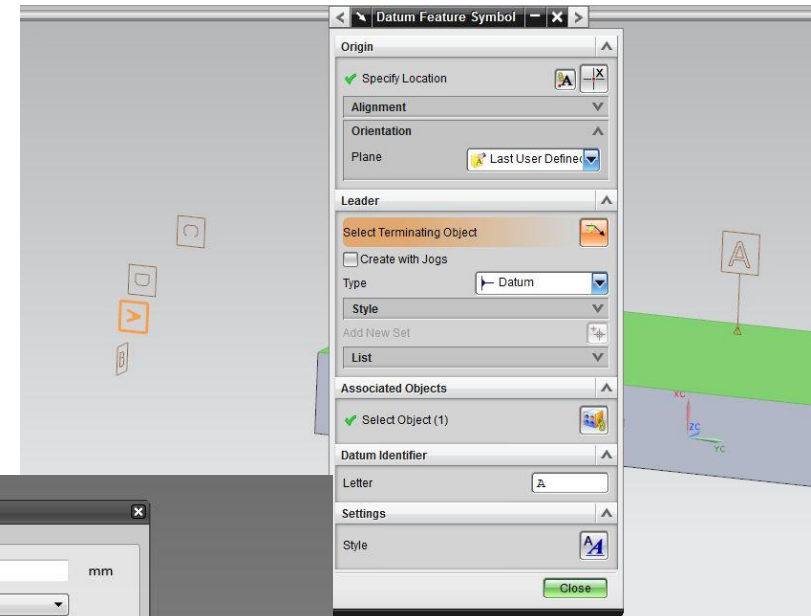 Datum Feature Symbol
Origin
Specify Location
Alignment
Orientation
Plane Last User Defined
Leader
Select Terminating Object
Create with Jogs
Type Datum
Style
Add New Set
List
Associated Objects
Select Object (1)
Datum Identifier
Letter A
Settings
Style
Close
C
D
A
B
A
XC
ZC
YC
mm